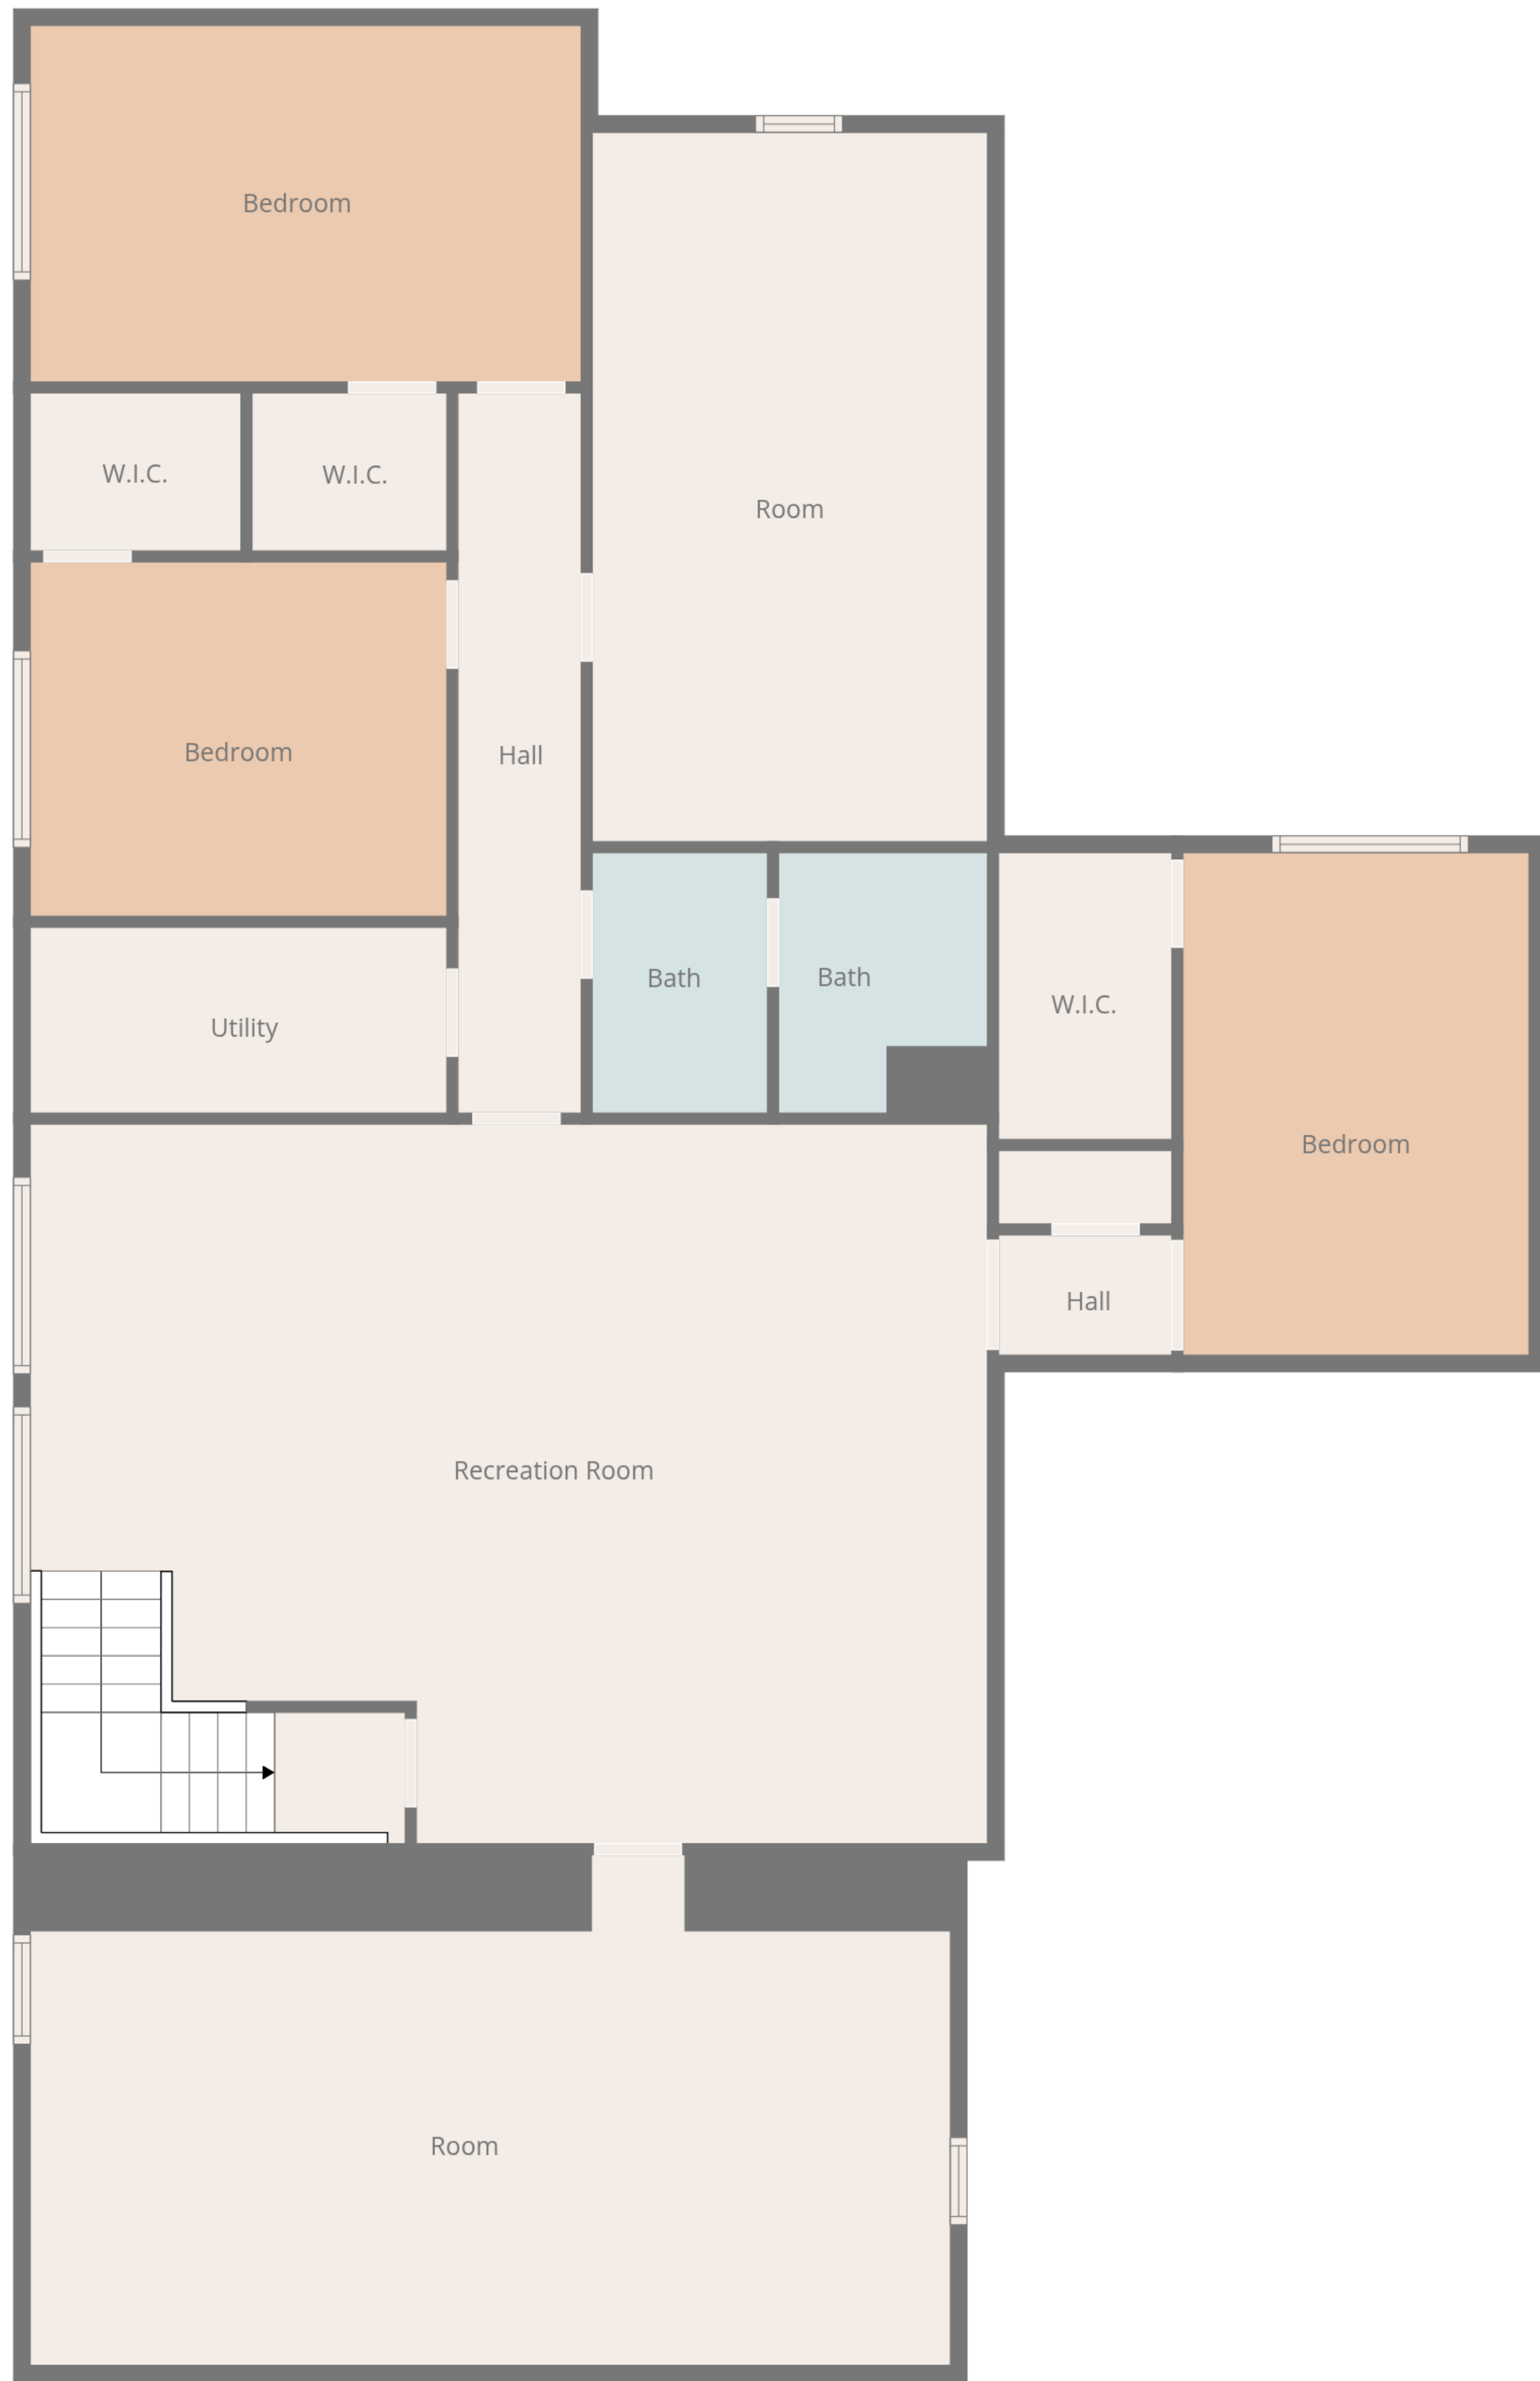 Bedroom
W.I.C.
W.I.C.
Room
Bedroom
Hall
Bath
Bath
W.I.C.
Utility
Bedroom
Hall
Recreation Room
Room